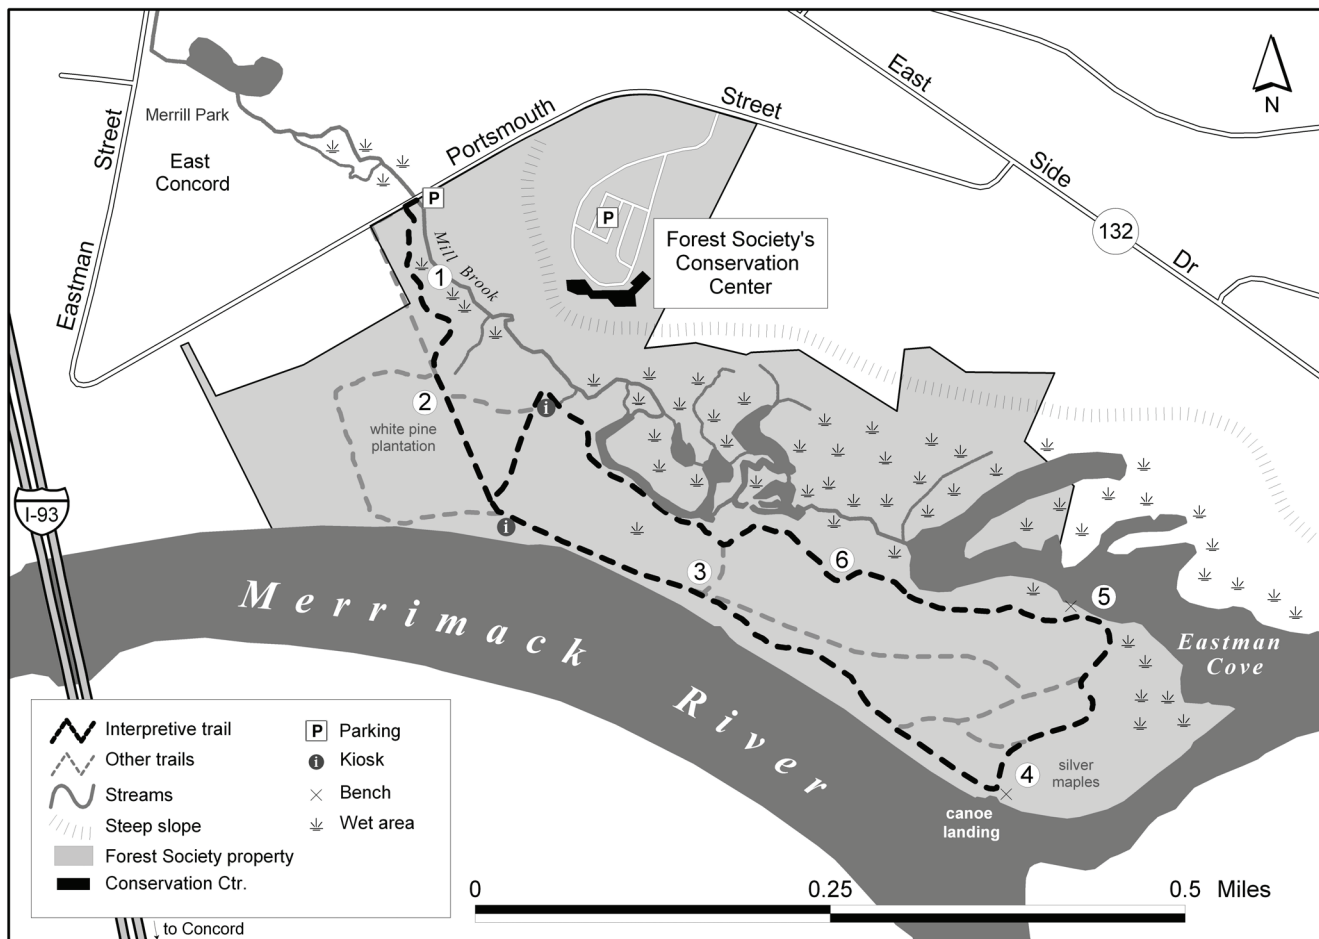 Merrill Park
East
Concord
Eastman
Street
Portsmouth
Street
East
Side
Dr
132
N
P
P
Forest Society's
Conservation
Center
Mill Brook
1
2
white pine
plantation
i
i
3
6
5
4
silver
maples
canoe
landing
Eastman
Cove
Merrimack
River
I-93
Interpretive trail
Other trails
Streams
Steep slope
Forest Society property
Conservation Ctr.
P Parking
i Kiosk
Bench
Wet area
to Concord
0 0.25 0.5 Miles